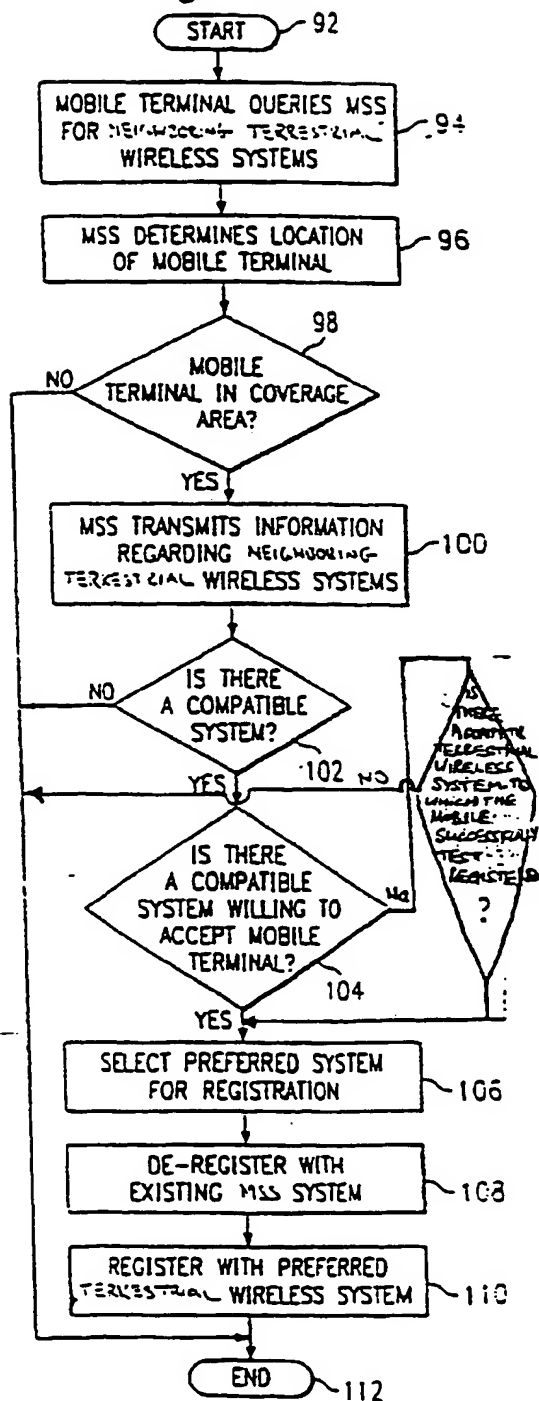 START
92
MOBILE TERMINAL QUERIES MSS
FOR NEIGHBORING TERRESTRIAL
WIRELESS SYSTEMS
94
MSS DETERMINES LOCATION
OF MOBILE TERMINAL
96
98
MOBILE
TERMINAL IN COVERAGE
AREA?
NO
YES
MSS TRANSMITS INFORMATION
REGARDING NEIGHBORING
TERRESTRIAL WIRELESS SYSTEMS
100
IS THERE
A COMPATIBLE
SYSTEM?
NO
102
YES
NO
IS
THERE
ANOTHER
TERRESTRIAL
WIRELESS
SYSTEM TO
WHICH THE
MOBILE
SUCCESSFULLY
TEST
REGISTERED
?
IS THERE
A COMPATIBLE
SYSTEM WILLING TO
ACCEPT MOBILE
TERMINAL?
NO
104
YES
SELECT PREFERRED SYSTEM
FOR REGISTRATION
106
DE-REGISTER WITH
EXISTING MSS SYSTEM
108
REGISTER WITH PREFERRED
TERRESTRIAL WIRELESS SYSTEM
110
END
112